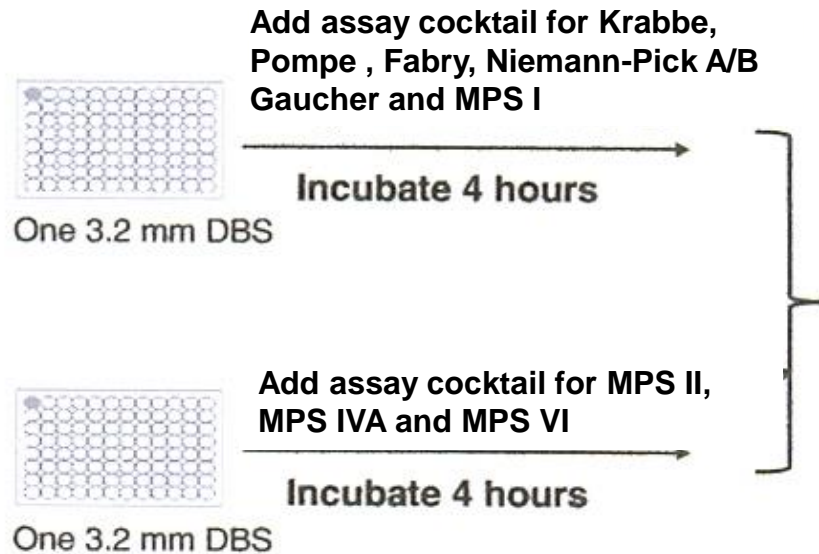 Add assay cocktail for Krabbe,
Pompe , Fabry, Niemann-Pick A/B
Gaucher and MPS I
Incubate 4 hours
One 3.2 mm DBS
Add assay cocktail for MPS II,
MPS IVA and MPS VI
Incubate 4 hours
One 3.2 mm DBS